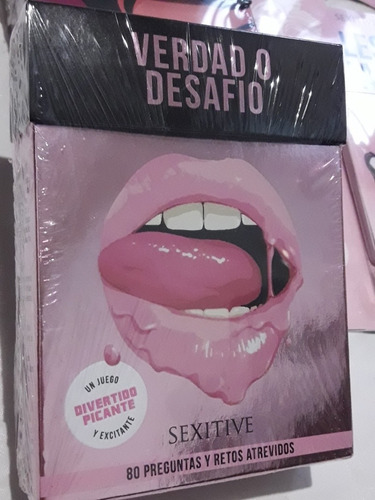 VERDAD O
DESAFIO
UN JUEGO
DIVERTIDO
PICANTE
Y EXCITANTE
SEXITIVE
80 PREGUNTAS Y RETOS ATREVIDOS